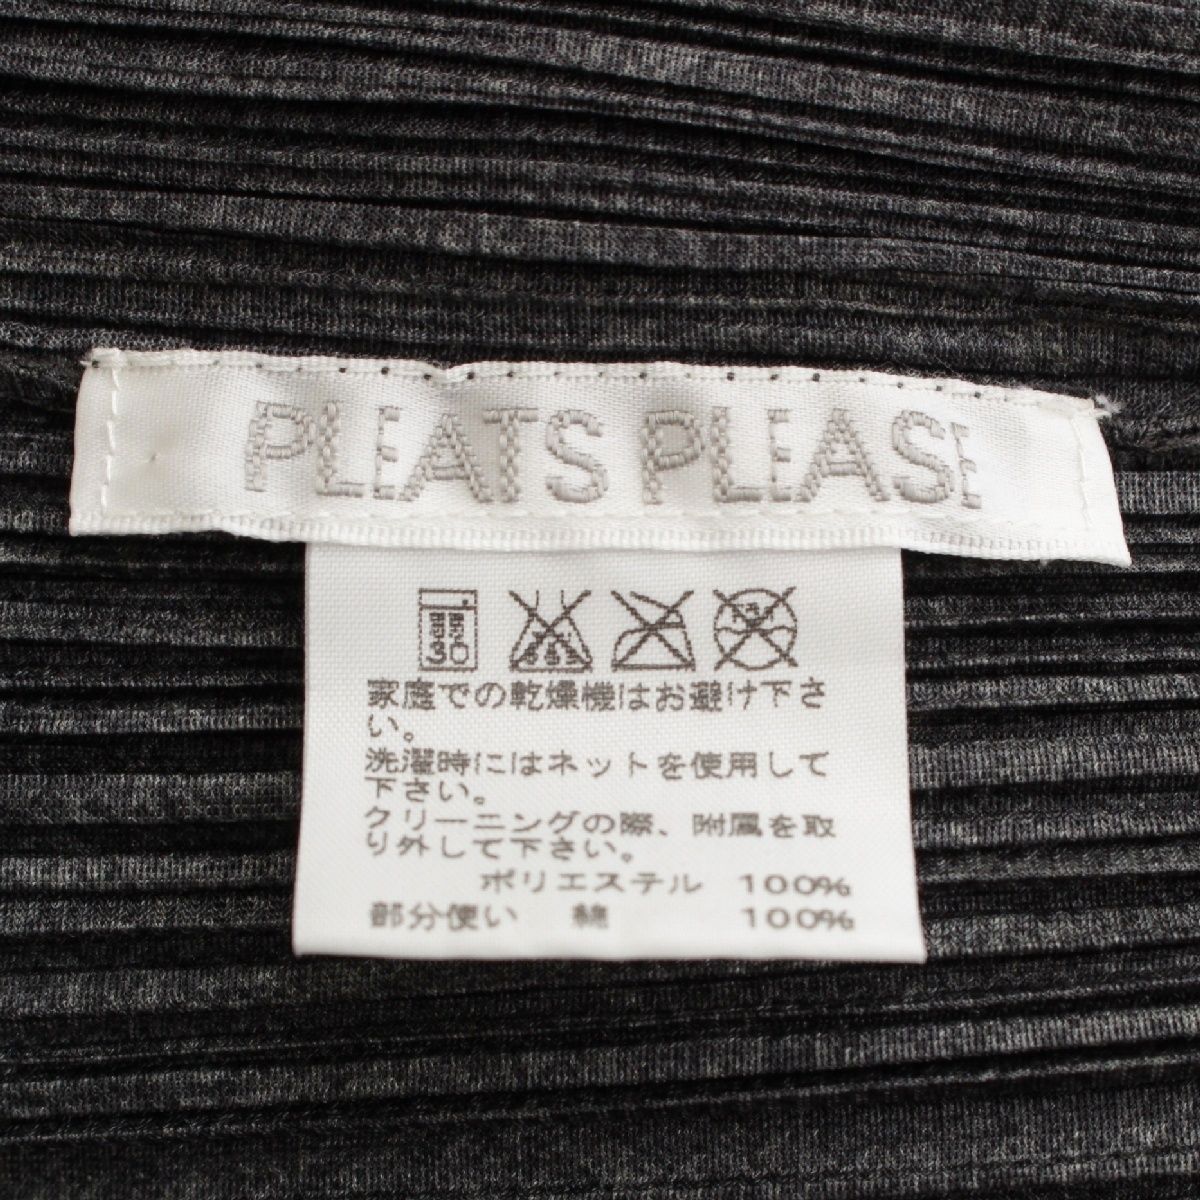 PLEATS PLEASE
30
家庭での乾燥機はお避け下さ
い。
洗濯時にはネットを使用して
下さい。
クリーニングの際、附属を取
り外して下さい。
ポリエステル 100%
部分使い 綿 100%